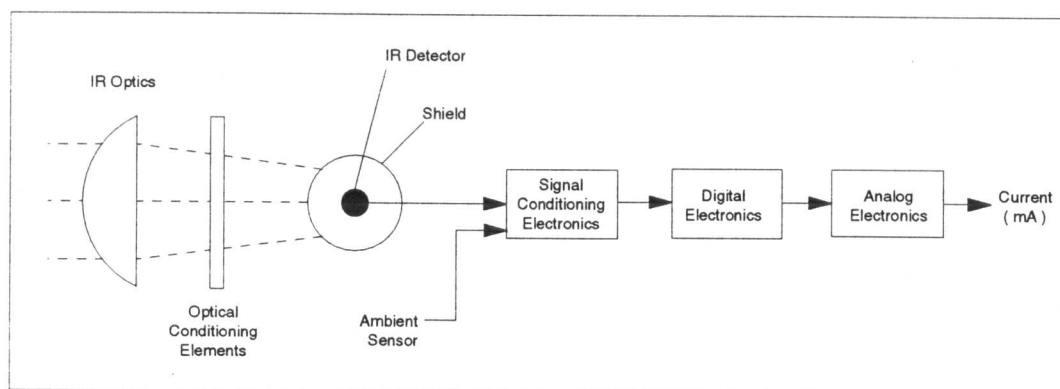 IR Detector
IR Optics
Shield
Signal
Conditioning
Electronics
Digital
Electronics
Analog
Electronics
Current
( mA )
Optical
Conditioning
Elements
Ambient
Sensor